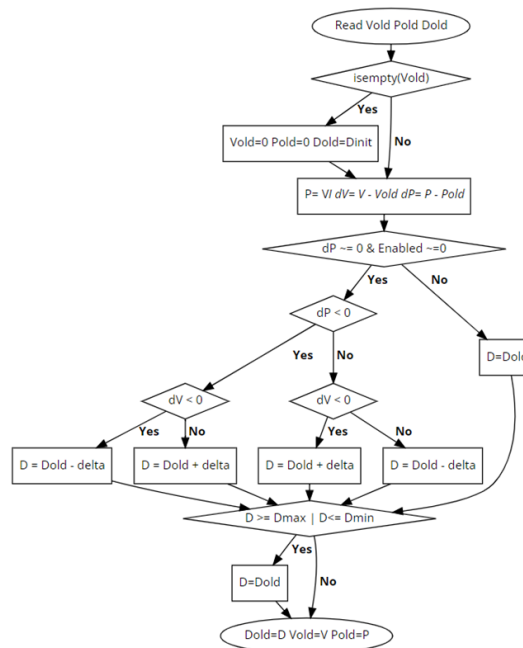 Read Vold Pold Dold
isempty(Vold)
Yes
No
Vold=0 Pold=0 Dold=Dinit
P= VI dV= V - Vold dP= P - Pold
dP ~= 0 & Enabled ~=0
Yes
No
dP < 0
Yes
No
D=Dold
dV < 0
dV < 0
Yes
No
Yes
No
D = Dold - delta
D = Dold + delta
D = Dold + delta
D = Dold - delta
D >= Dmax | D<= Dmin
Yes
No
D=Dold
Dold=D Vold=V Pold=P